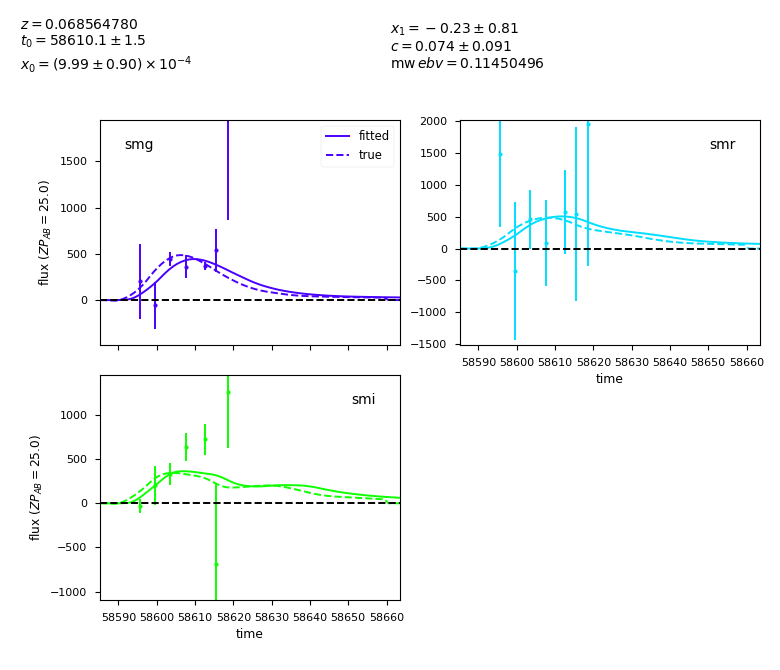 z = 0.068564780
t₀ = 58610.1 ± 1.5
x₀ = (9.99 ± 0.90) × 10⁻⁴
x₁ = −0.23 ± 0.81
c = 0.074 ± 0.091
mw ebv = 0.11450496
smg
fitted
true
1500
1000
500
0
flux (ZP_AB = 25.0)
smr
2000
1500
1000
500
0
−500
−1000
−1500
58590 58600 58610 58620 58630 58640 58650 58660
time
smi
1000
500
0
−500
−1000
flux (ZP_AB = 25.0)
58590 58600 58610 58620 58630 58640 58650 58660
time